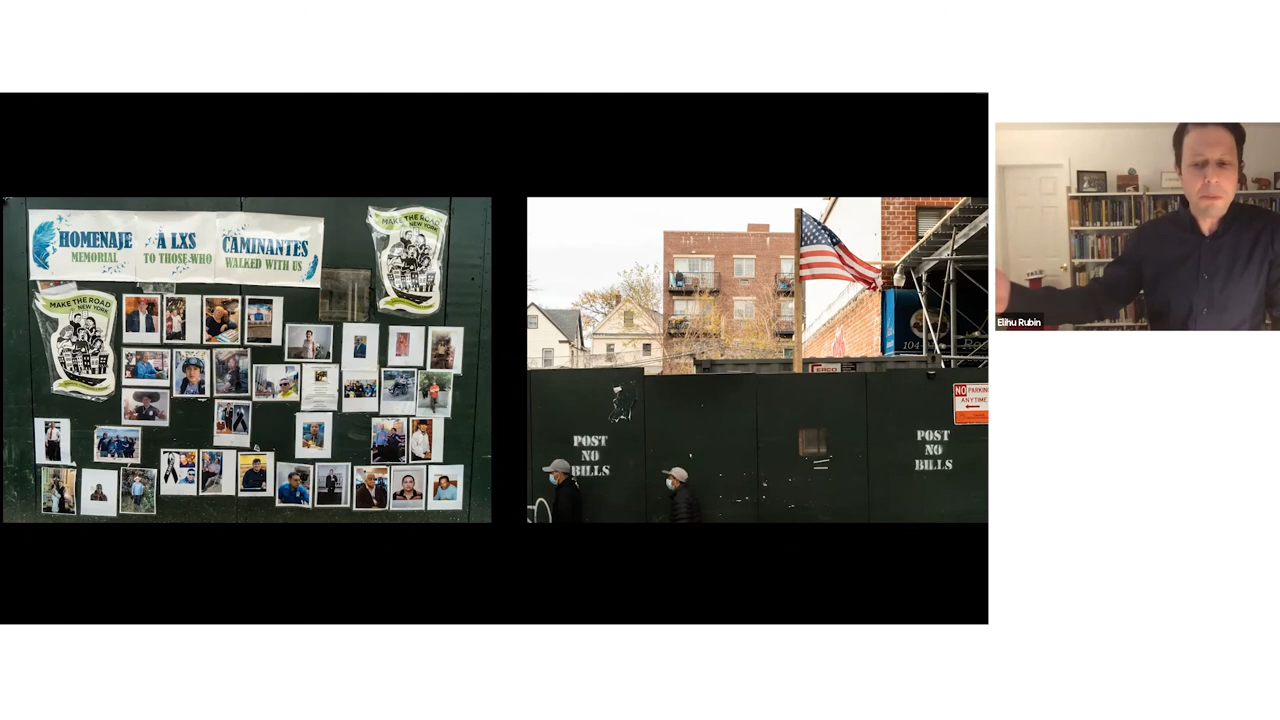 HOMENAJE
MEMORIAL
A LXS
TO THOSE WHO
CAMINANTES
WALKED WITH US
MAKE THE ROAD
NEW YORK
MAKE THE ROAD
NEW YORK
POST
NO
BILLS
POST
NO
BILLS
NO PARKING
ANYTIME
104-
Elihu Rubin